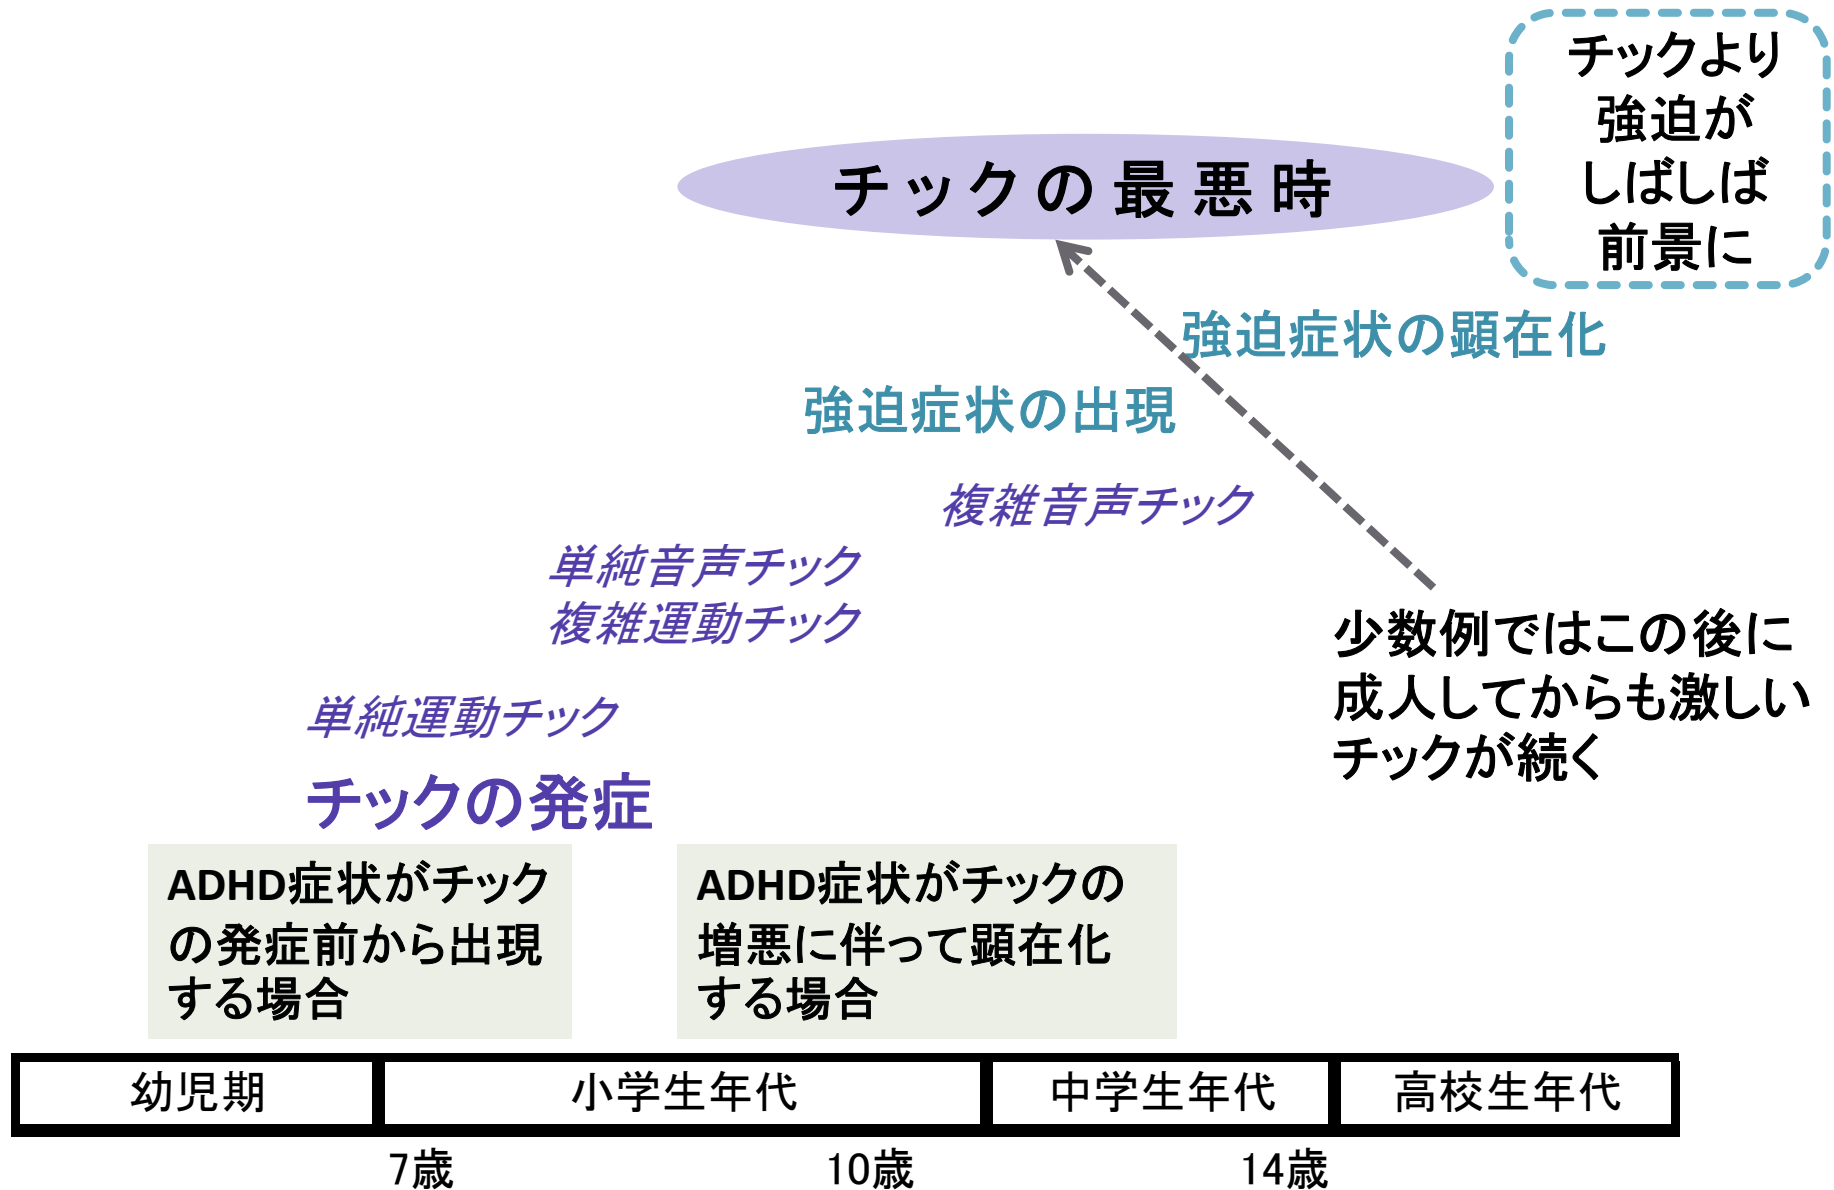 チックより
強迫が
しばしば
前景に
チックの最悪時
強迫症状の顕在化
強迫症状の出現
複雑音声チック
単純音声チック
複雑運動チック
少数例ではこの後に
成人してからも激しい
チックが続く
単純運動チック
チックの発症
ADHD症状がチック
の発症前から出現
する場合
ADHD症状がチックの
増悪に伴って顕在化
する場合
幼児期
小学生年代
中学生年代
高校生年代
7歳
10歳
14歳